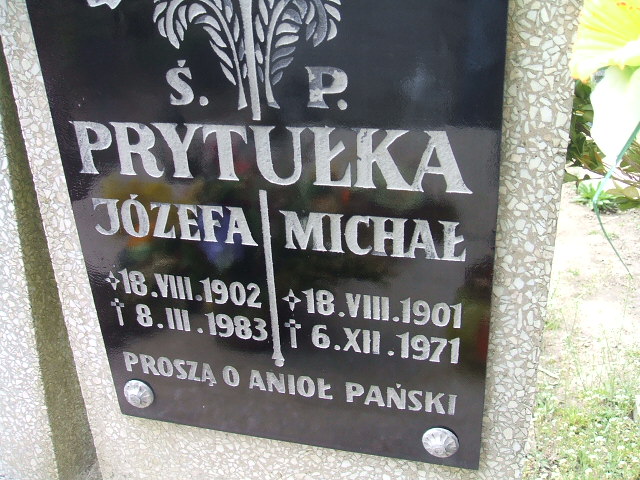 Ś. P.
PRYTUŁKA
JÓZEFA MICHAŁ
18.VIII.1902 18.VIII.1901
† 8.III.1983 † 6.XII.1971
PROSZĄ O ANIOŁ PAŃSKI